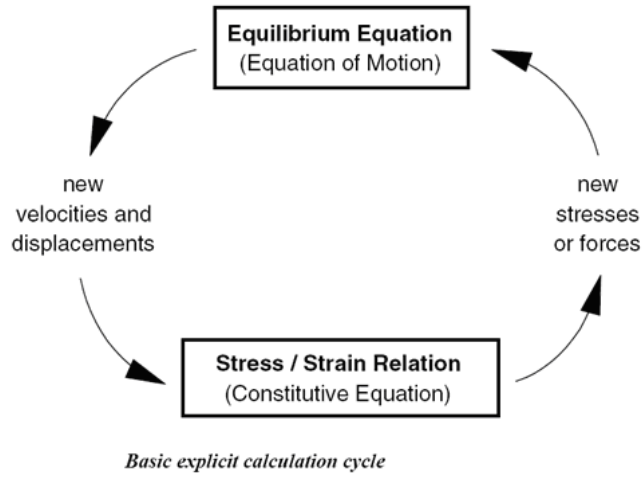 Equilibrium Equation
(Equation of Motion)
new
velocities and
displacements
new
stresses
or forces
Stress / Strain Relation
(Constitutive Equation)
Basic explicit calculation cycle